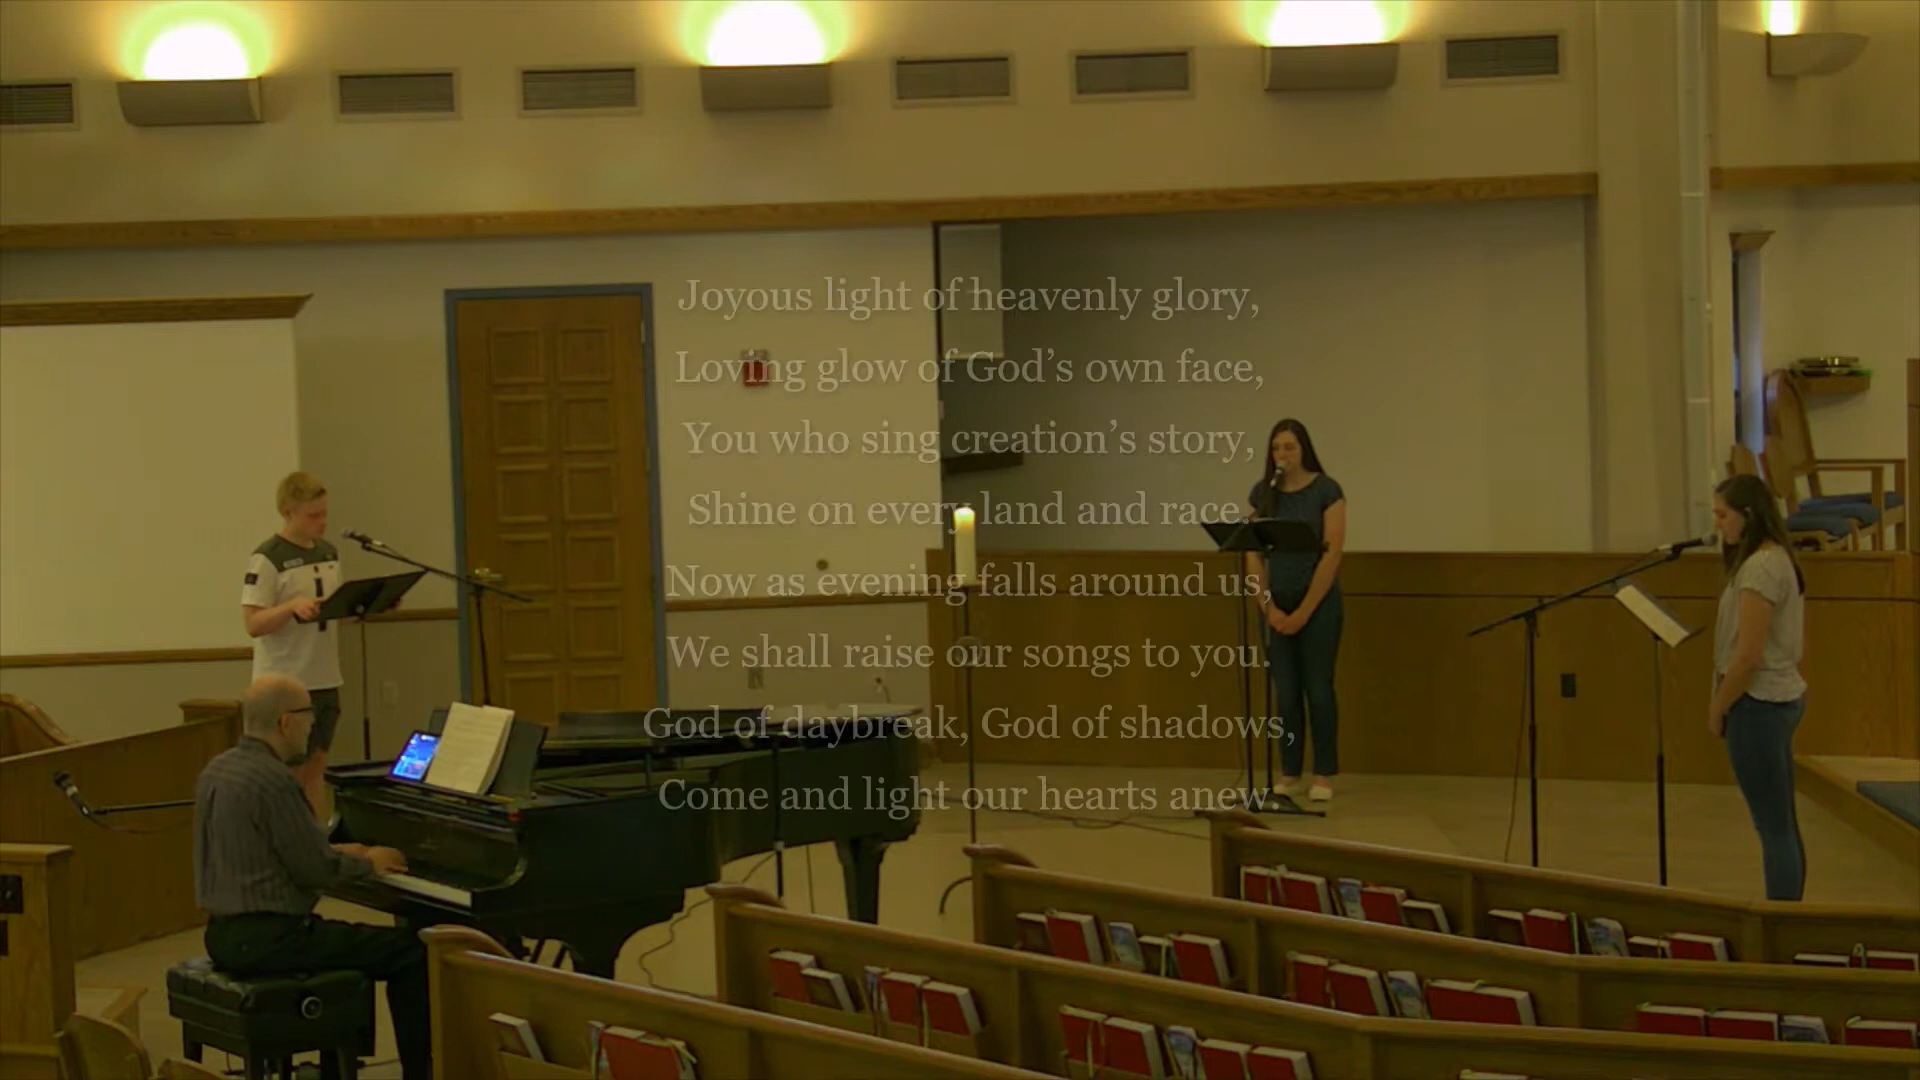 Joyous light of heavenly glory,
Loving glow of God’s own face,
You who sing creation’s story,
Shine on every land and race.
Now as evening falls around us,
We shall raise our songs to you.
God of daybreak, God of shadows,
Come and light our hearts anew.